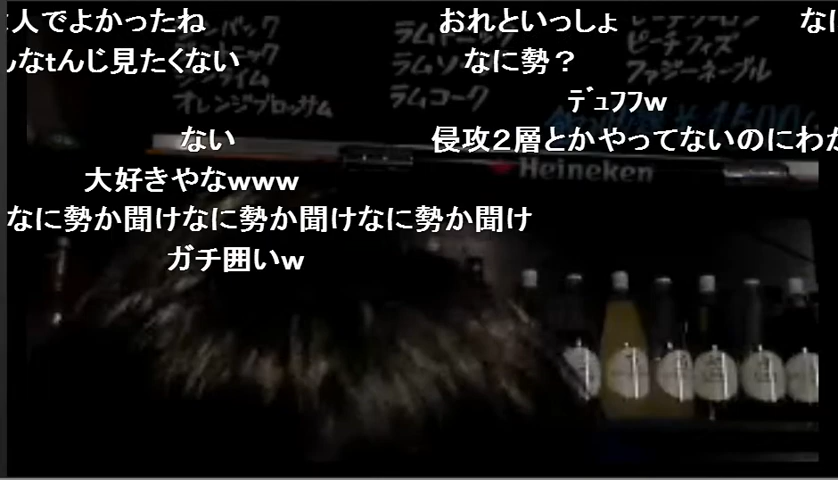 人でよかったね
おれといっしょ
んなtんじ見たくない
なに勢？
デュフフw
ない
侵攻２層とかやってないのにわか
大好きやなwww
なに勢か聞けなに勢か聞けなに勢か聞け
ガチ囲いw
ラムソ
ピーチフィズ
ファジーネーブル
オレンジブロッサム
ラムコーク
Heineken